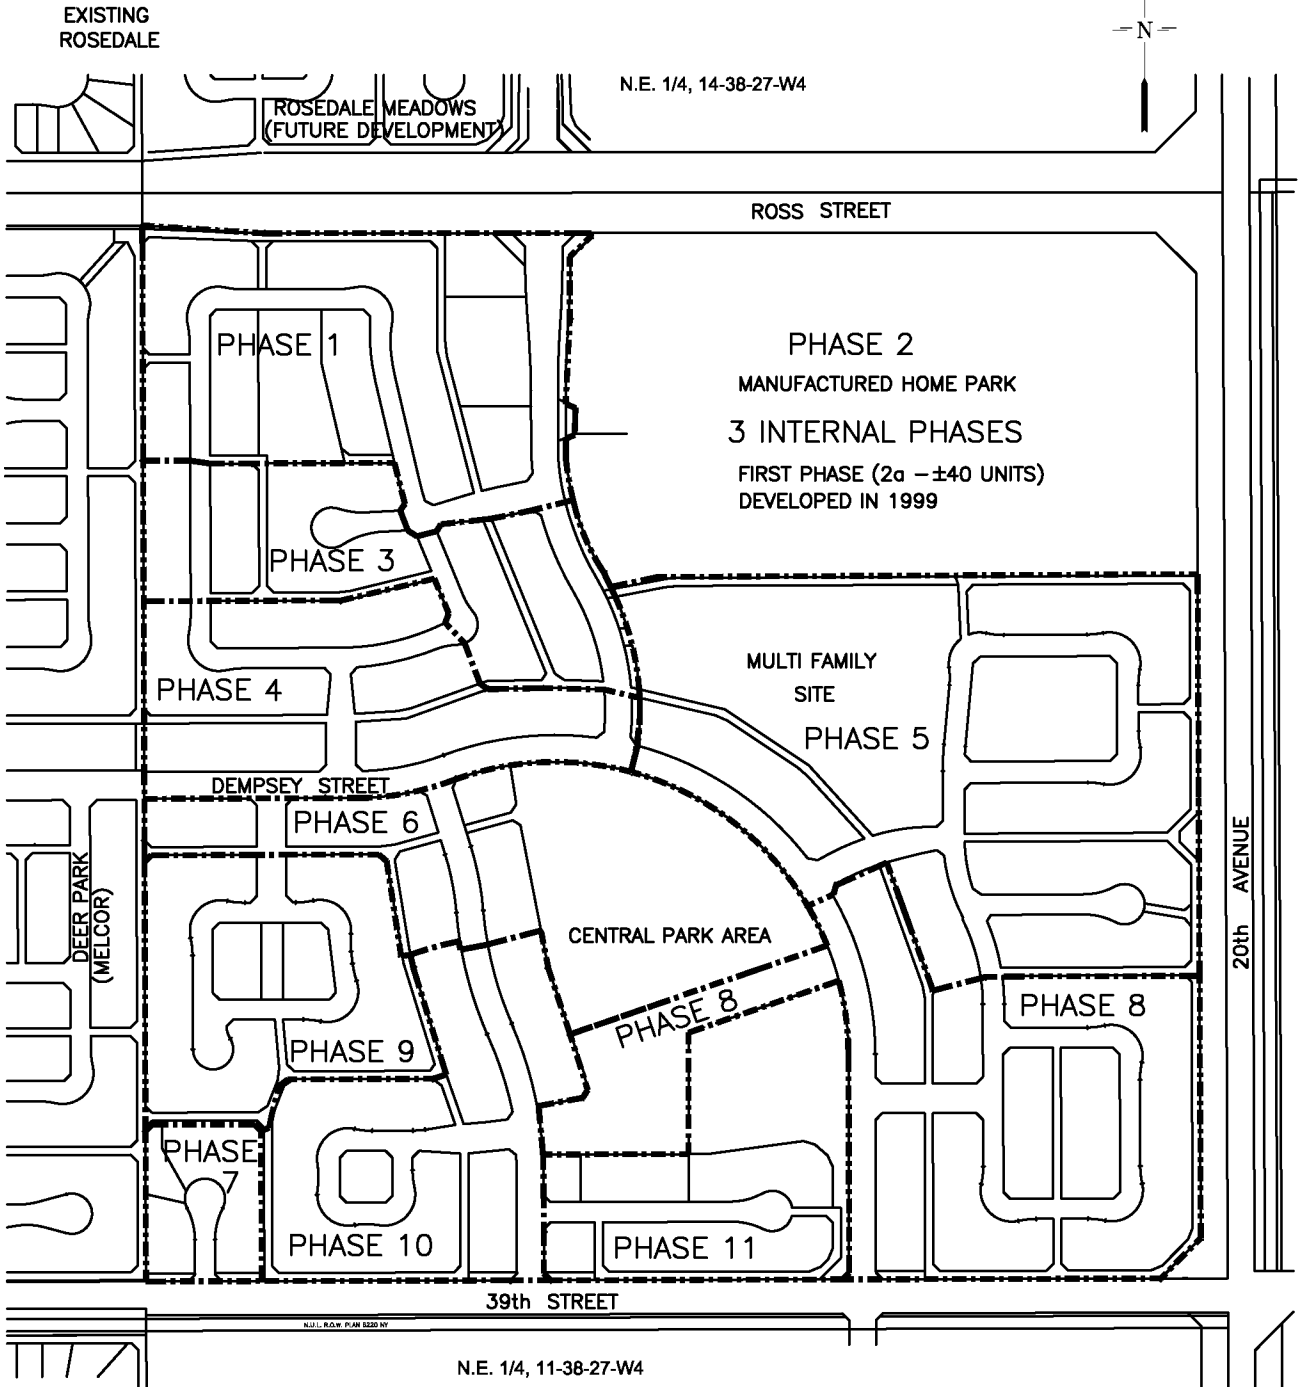 EXISTING
ROSEDALE
N
N.E. 1/4, 14-38-27-W4
ROSEDALE MEADOWS
(FUTURE DEVELOPMENT)
ROSS STREET
PHASE 1
PHASE 2
MANUFACTURED HOME PARK
3 INTERNAL PHASES
FIRST PHASE (2a -±40 UNITS)
DEVELOPED IN 1999
PHASE 3
MULTI FAMILY
SITE
PHASE 4
PHASE 5
DEMPSEY STREET
PHASE 6
20th AVENUE
DEER PARK
(MELCOR)
CENTRAL PARK AREA
PHASE 8
PHASE 8
PHASE 9
PHASE
7
PHASE 10
PHASE 11
39th STREET
N.U.L. R.O.W. PLAN 5220 NY
N.E. 1/4, 11-38-27-W4